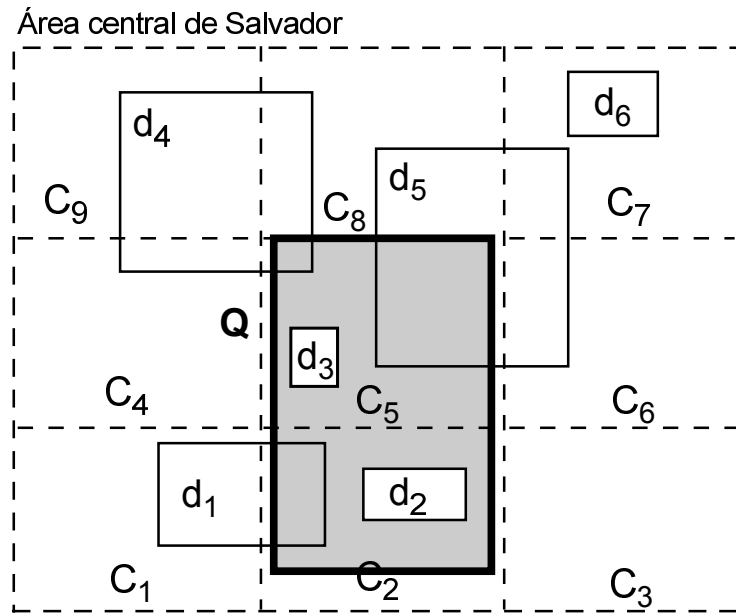 Área central de Salvador
d₆
d₄
d₅
C₉
C₈
C₇
Q
d₃
C₄
C₅
C₆
d₁
d₂
C₁
C₂
C₃